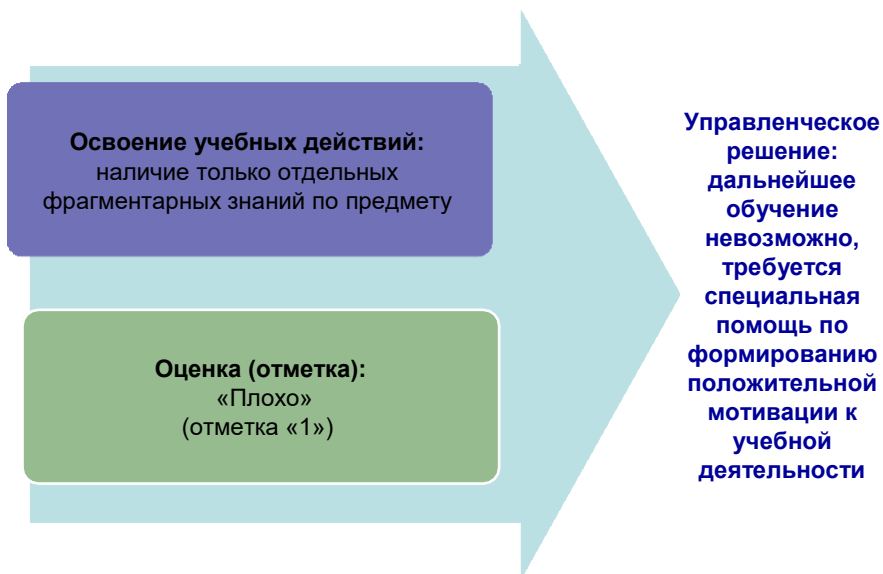 Освоение учебных действий:
наличие только отдельных
фрагментарных знаний по предмету
Оценка (отметка):
«Плохо»
(отметка «1»)
Управленческое
решение:
дальнейшее
обучение
невозможно,
требуется
специальная
помощь по
формированию
положительной
мотивации к
учебной
деятельности